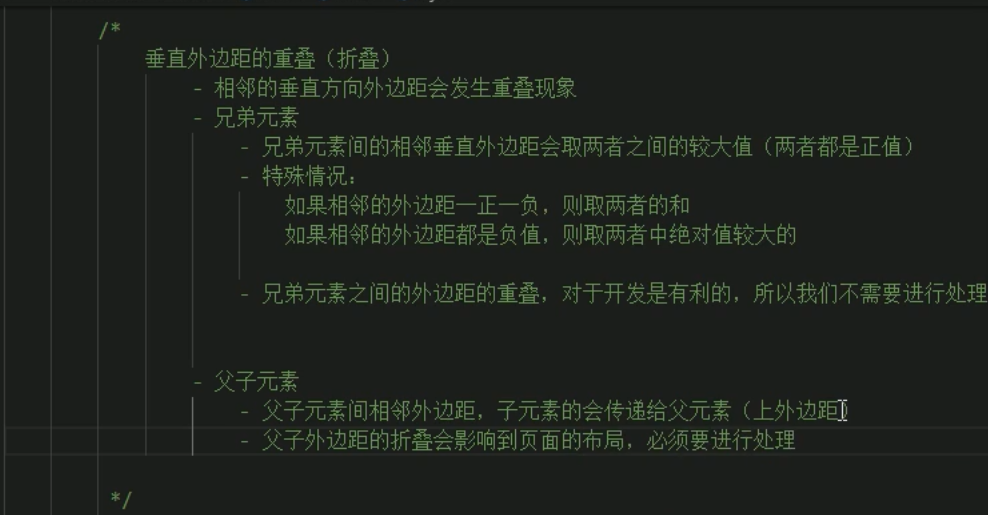 /*
垂直外边距的重叠（折叠）
- 相邻的垂直方向外边距会发生重叠现象
- 兄弟元素
- 兄弟元素间的相邻垂直外边距会取两者之间的较大值（两者都是正值）
- 特殊情况：
如果相邻的外边距一正一负，则取两者的和
如果相邻的外边距都是负值，则取两者中绝对值较大的
- 兄弟元素之间的外边距的重叠，对于开发是有利的，所以我们不需要进行处理
- 父子元素
- 父子元素间相邻外边距，子元素的会传递给父元素（上外边距）
- 父子外边距的折叠会影响到页面的布局，必须要进行处理
*/